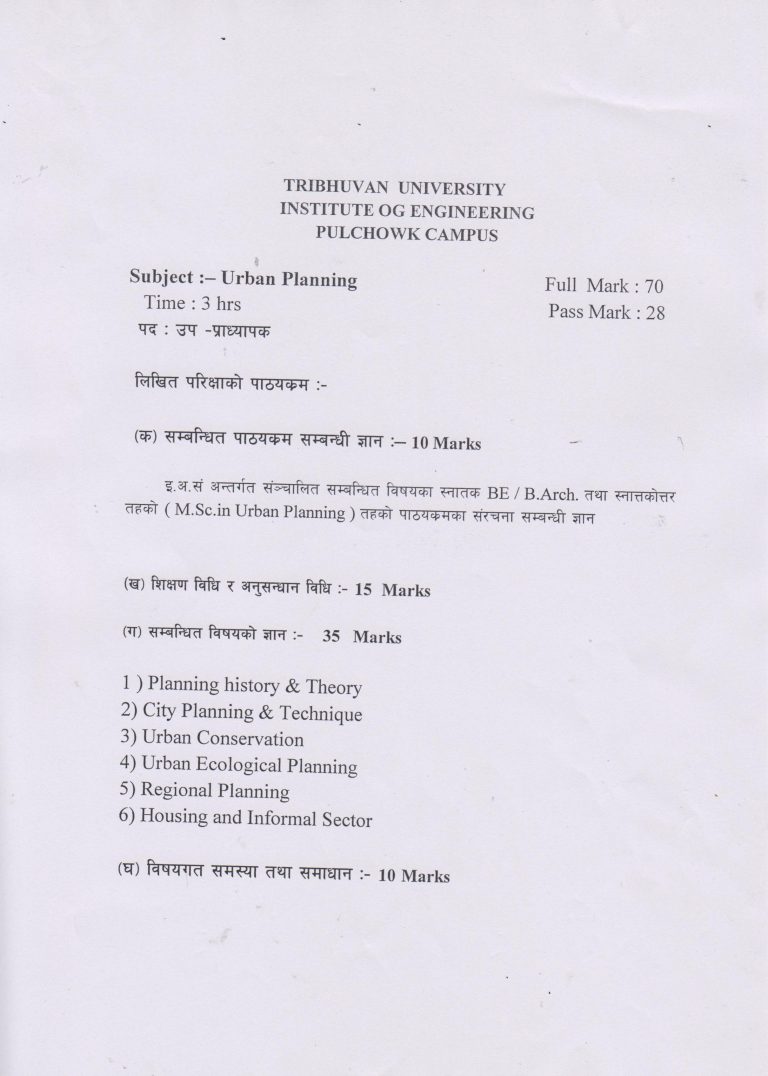 TRIBHUVAN UNIVERSITY
INSTITUTE OG ENGINEERING
PULCHOWK CAMPUS
Subject :– Urban Planning
Full Mark : 70
Time : 3 hrs
Pass Mark : 28
पद : उप -प्राध्यापक
लिखित परिक्षाको पाठयक्रम :-
(क) सम्बन्धित पाठयक्रम सम्बन्धी ज्ञान :– 10 Marks
इ.अ.सं अन्तर्गत संञ्चालित सम्बन्धित विषयका स्नातक BE / B.Arch. तथा स्नात्तकोत्तर
तहको ( M.Sc.in Urban Planning ) तहको पाठयक्रमका संरचना सम्बन्धी ज्ञान
(ख) शिक्षण विधि र अनुसन्धान विधि :- 15 Marks
(ग) सम्बन्धित विषयको ज्ञान :- 35 Marks
1 ) Planning history & Theory
2) City Planning & Technique
3) Urban Conservation
4) Urban Ecological Planning
5) Regional Planning
6) Housing and Informal Sector
(घ) विषयगत समस्या तथा समाधान :- 10 Marks